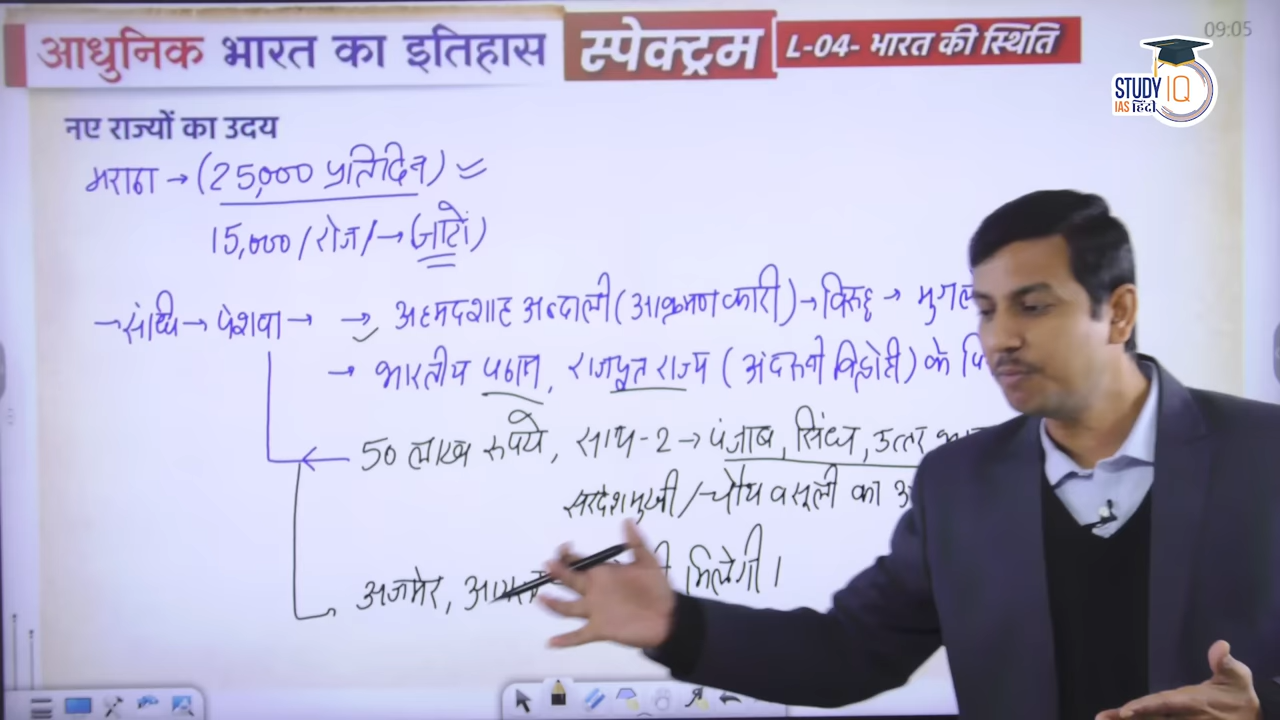 आधुनिक भारत का इतिहास स्पेक्ट्रम L-04- भारत की स्थिति
09:05
STUDY IQ
IAS हिंदी
नए राज्यों का उदय
मराठा → (25,000 प्रतिदिन)
15,000 / रोज / → (जाटों)
→ संधि → पेशवा → → अहमदशाह अब्दाली (आक्रमणकारी) → विरुद्ध → मुगल
→ भारतीय पठान, राजपूत राज्य (अंदरूनी विद्रोही) के
50 लाख रूपये, साथ-2 → पंजाब, सिंध, उत्तर
सरदेशमुखी / चौथ वसूली का
अजमेर, मिलेगी।